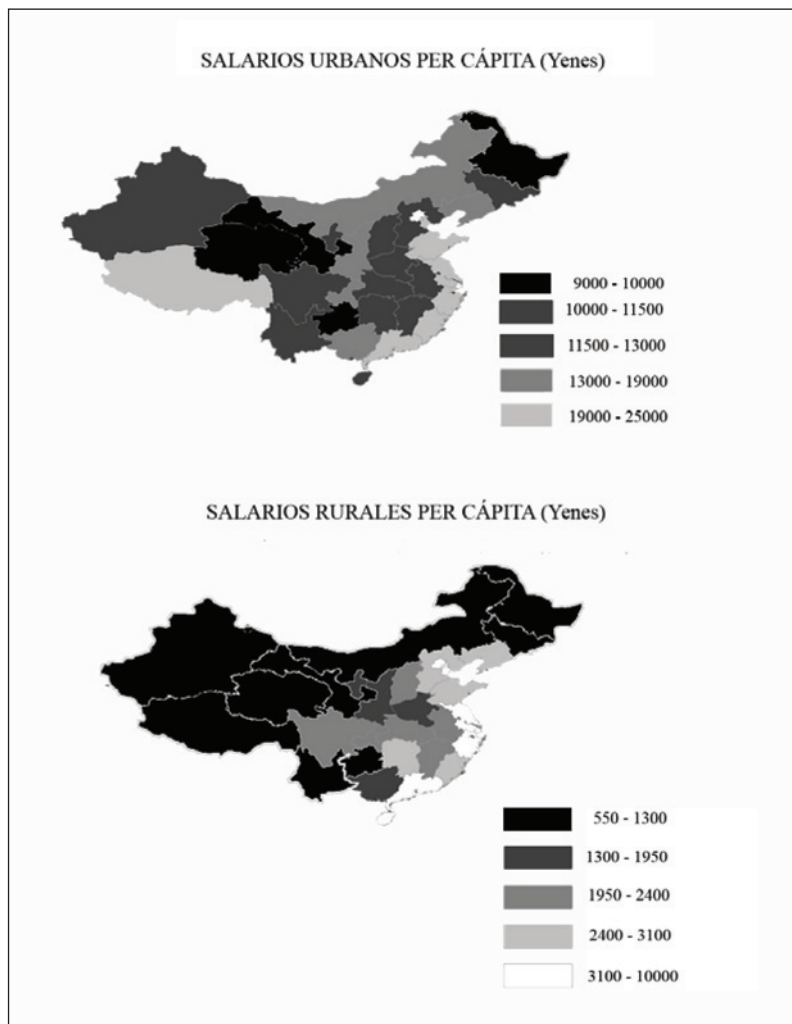 SALARIOS URBANOS PER CÁPITA (Yenes)
9000 - 10000
10000 - 11500
11500 - 13000
13000 - 19000
19000 - 25000
SALARIOS RURALES PER CÁPITA (Yenes)
550 - 1300
1300 - 1950
1950 - 2400
2400 - 3100
3100 - 10000